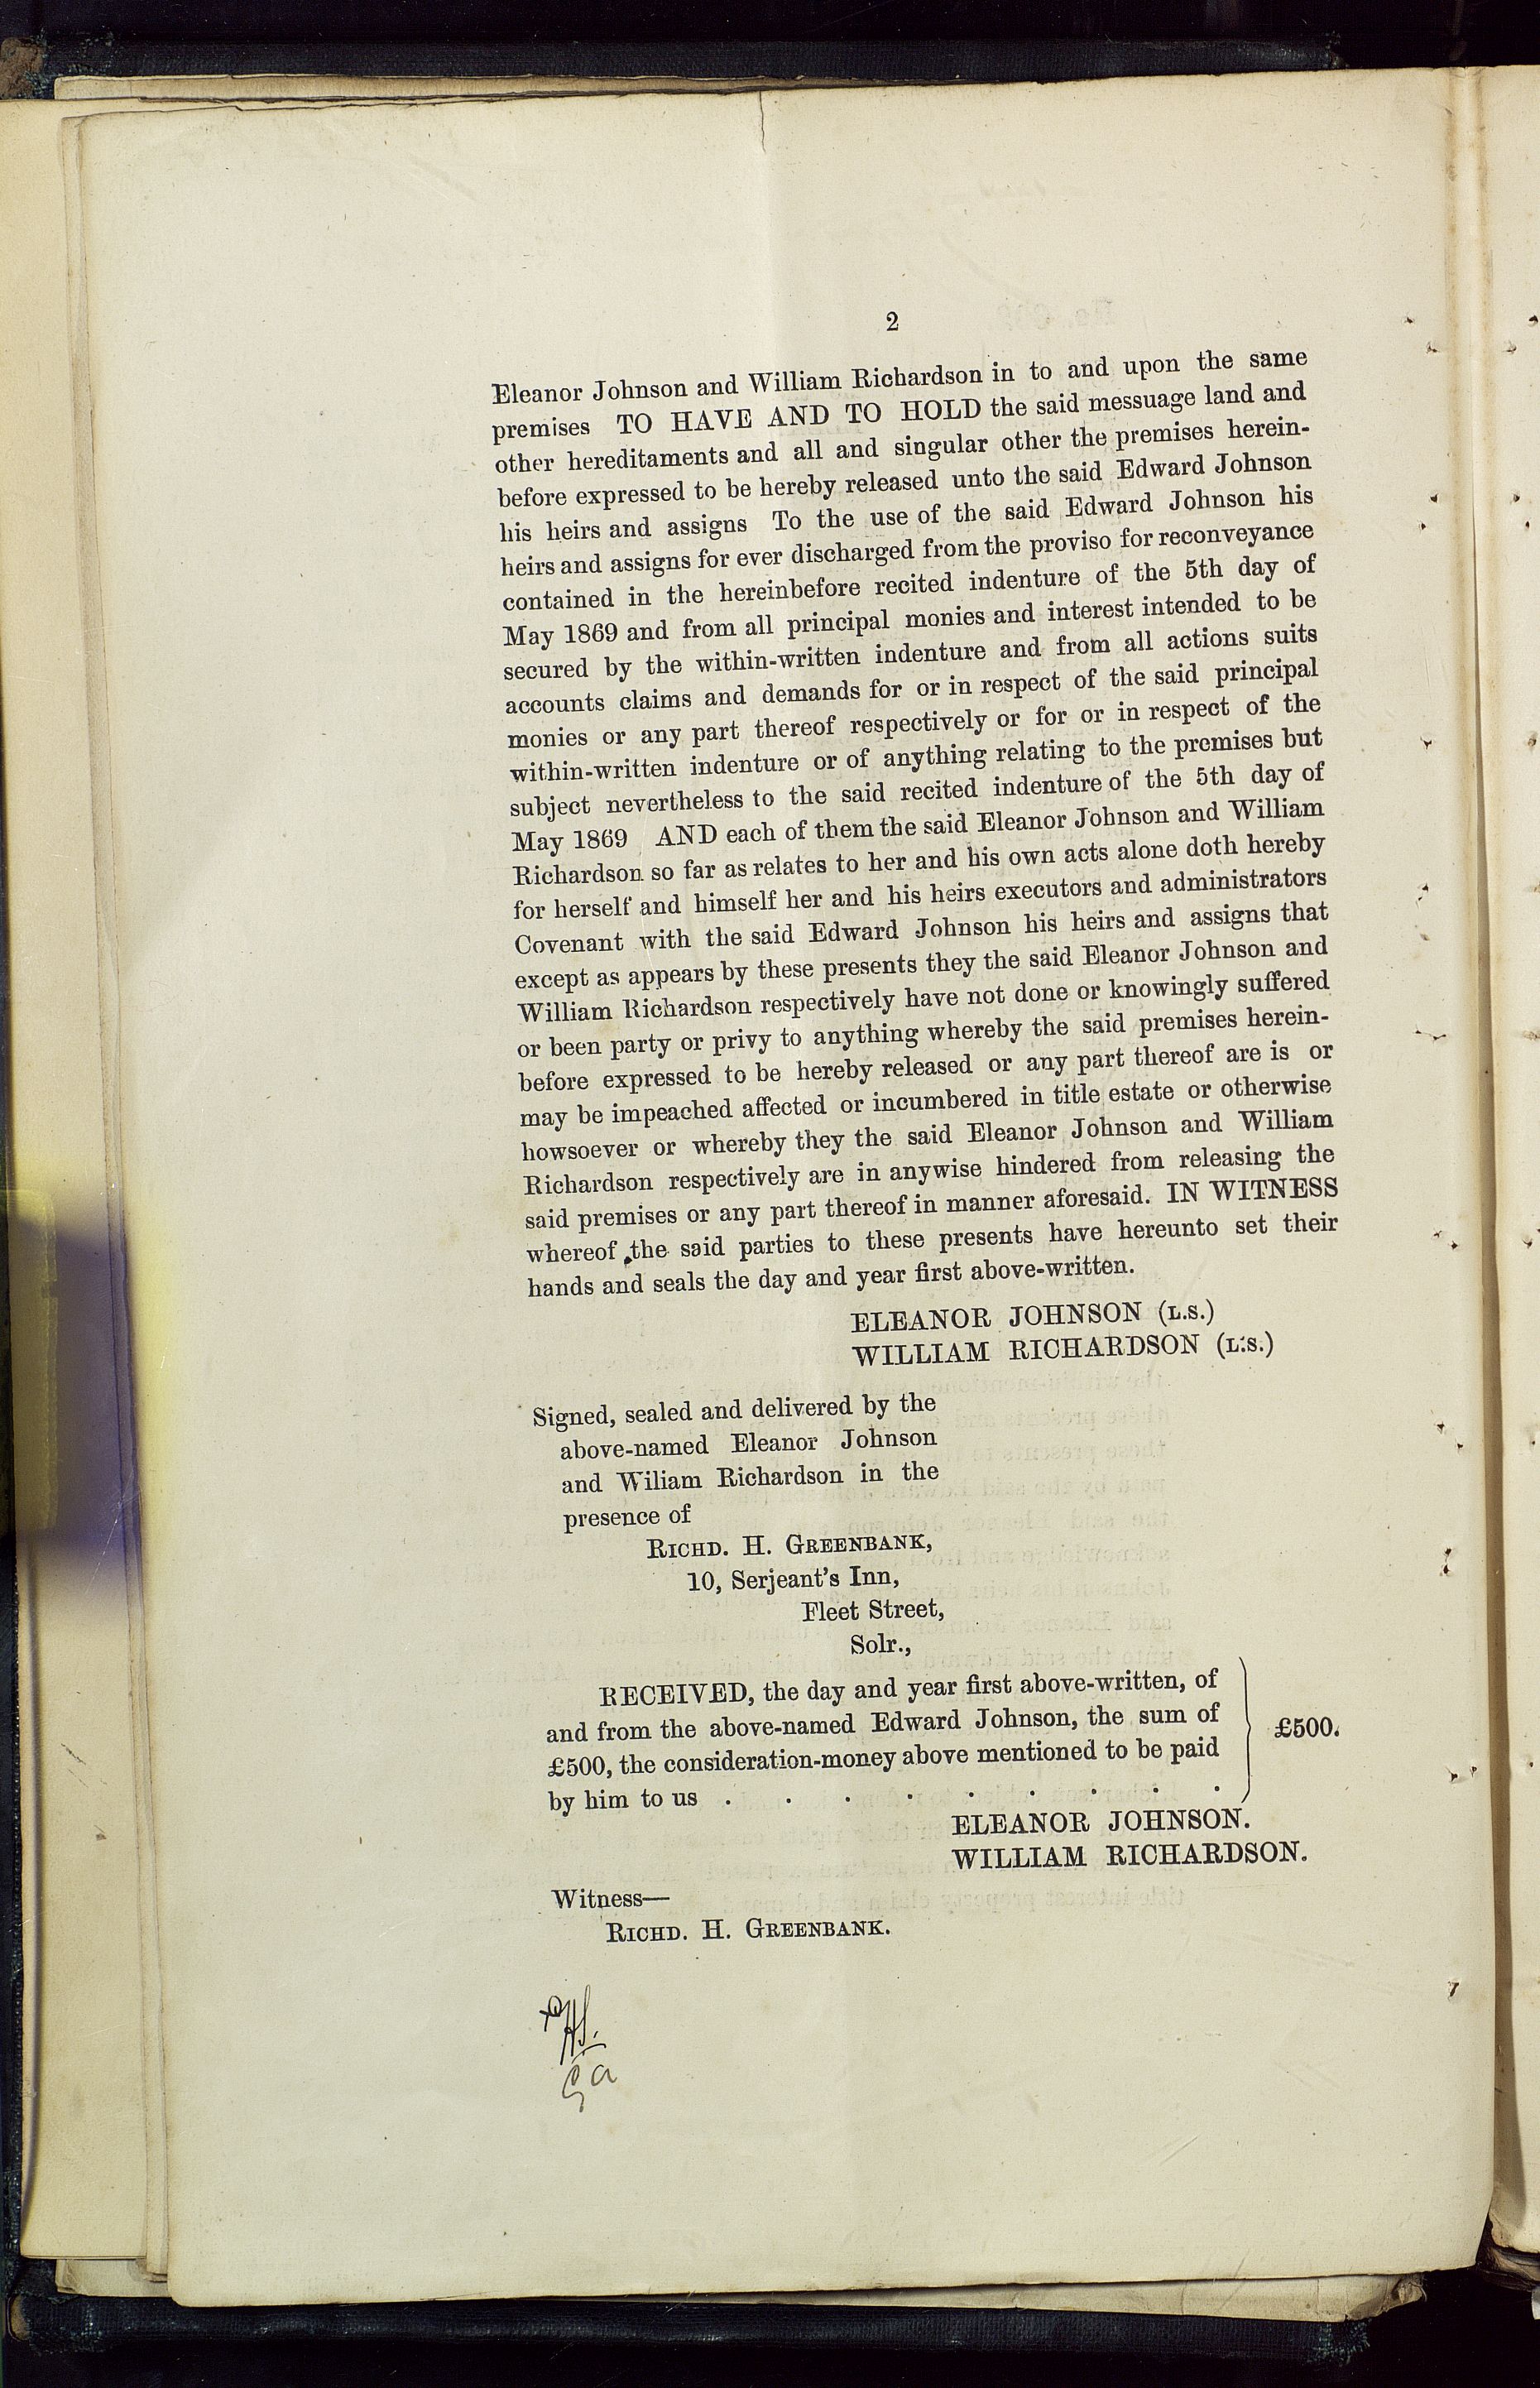 2
Eleanor Johnson and William Richardson in to and upon the same
premises TO HAVE AND TO HOLD the said messuage land and
other hereditaments and all and singular other the premises herein-
before expressed to be hereby released unto the said Edward Johnson
his heirs and assigns To the use of the said Edward Johnson his
heirs and assigns for ever discharged from the proviso for reconveyance
contained in the hereinbefore recited indenture of the 5th day of
May 1869 and from all principal monies and interest intended to be
secured by the within-written indenture and from all actions suits
accounts claims and demands for or in respect of the said principal
monies or any part thereof respectively or for or in respect of the
within-written indenture or of anything relating to the premises but
subject nevertheless to the said recited indenture of the 5th day of
May 1869 AND each of them the said Eleanor Johnson and William
Richardson so far as relates to her and his own acts alone doth hereby
for herself and himself her and his heirs executors and administrators
Covenant with the said Edward Johnson his heirs and assigns that
except as appears by these presents they the said Eleanor Johnson and
William Richardson respectively have not done or knowingly suffered
or been party or privy to anything whereby the said premises herein-
before expressed to be hereby released or any part thereof are is or
may be impeached affected or incumbered in title estate or otherwise
howsoever or whereby they the said Eleanor Johnson and William
Richardson respectively are in anywise hindered from releasing the
said premises or any part thereof in manner aforesaid. IN WITNESS
whereof the said parties to these presents have hereunto set their
hands and seals the day and year first above-written.
ELEANOR JOHNSON (L.S.)
WILLIAM RICHARDSON (L.S.)
Signed, sealed and delivered by the
above-named Eleanor Johnson
and Wiliam Richardson in the
presence of
RICHD. H. GREENBANK,
10, Serjeant's Inn,
Fleet Street,
Solr.,
RECEIVED, the day and year first above-written, of
and from the above-named Edward Johnson, the sum of
£500, the consideration-money above mentioned to be paid
by him to us . . . . . . . . .
£500.
ELEANOR JOHNSON.
WILLIAM RICHARDSON.
Witness—
RICHD. H. GREENBANK.